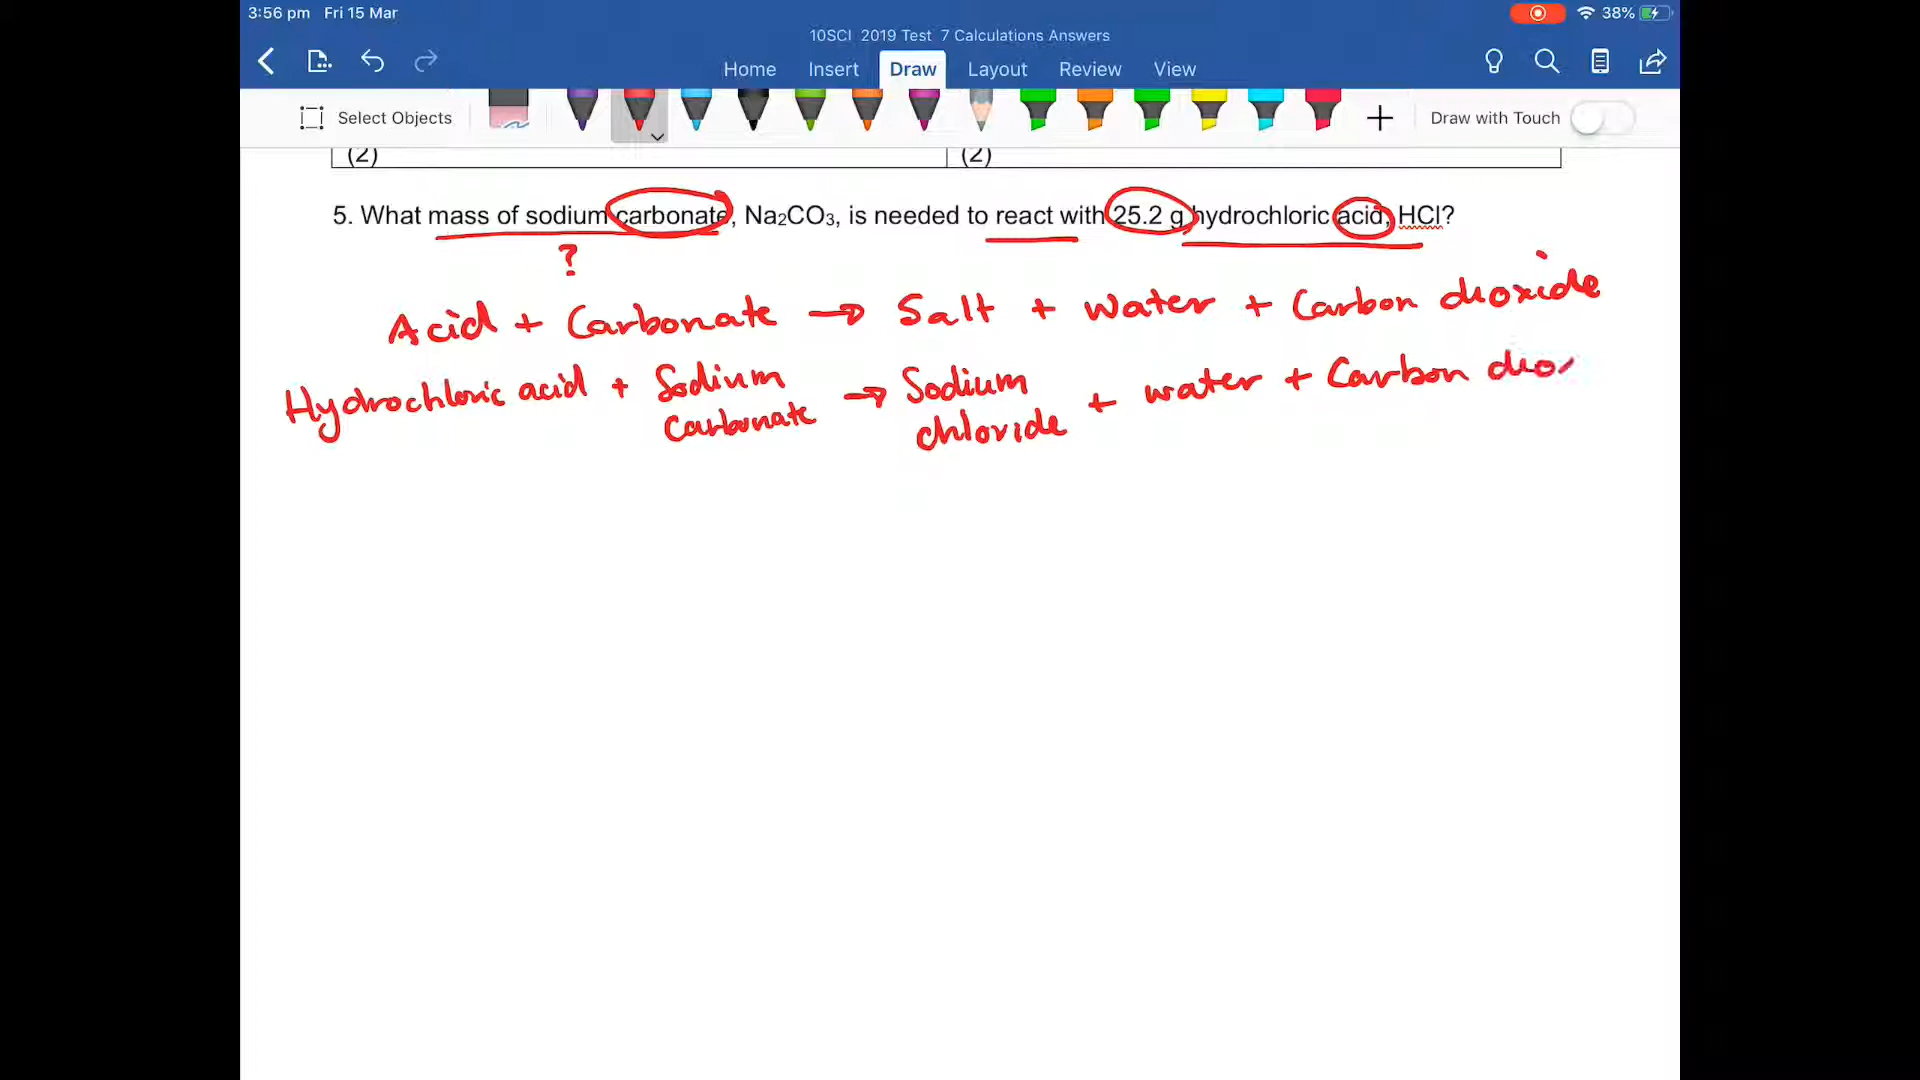 3:56 pm Fri 15 Mar 38%
10SCI 2019 Test 7 Calculations Answers
Home Insert Draw Layout Review View
Select Objects Draw with Touch
(2) (2)
5. What mass of sodium carbonate, Na₂CO₃, is needed to react with 25.2 g hydrochloric acid, HCl?
?
Acid + Carbonate → Salt + Water + Carbon dioxide
Hydrochloric acid + Sodium carbonate → Sodium chloride + water + Carbon diox